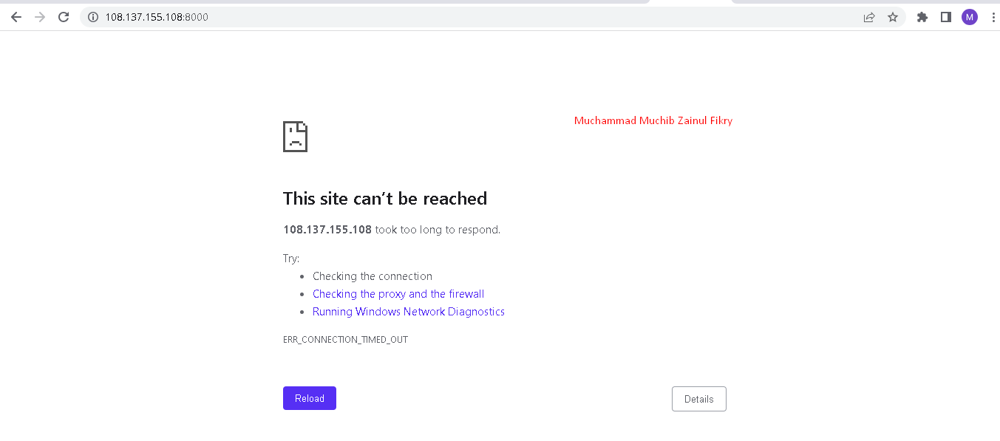 108.137.155.108:8000
M
Muchammad Muchib Zainul Fikry
This site can’t be reached
108.137.155.108 took too long to respond.
Try:
• Checking the connection
• Checking the proxy and the firewall
• Running Windows Network Diagnostics
ERR_CONNECTION_TIMED_OUT
Reload
Details